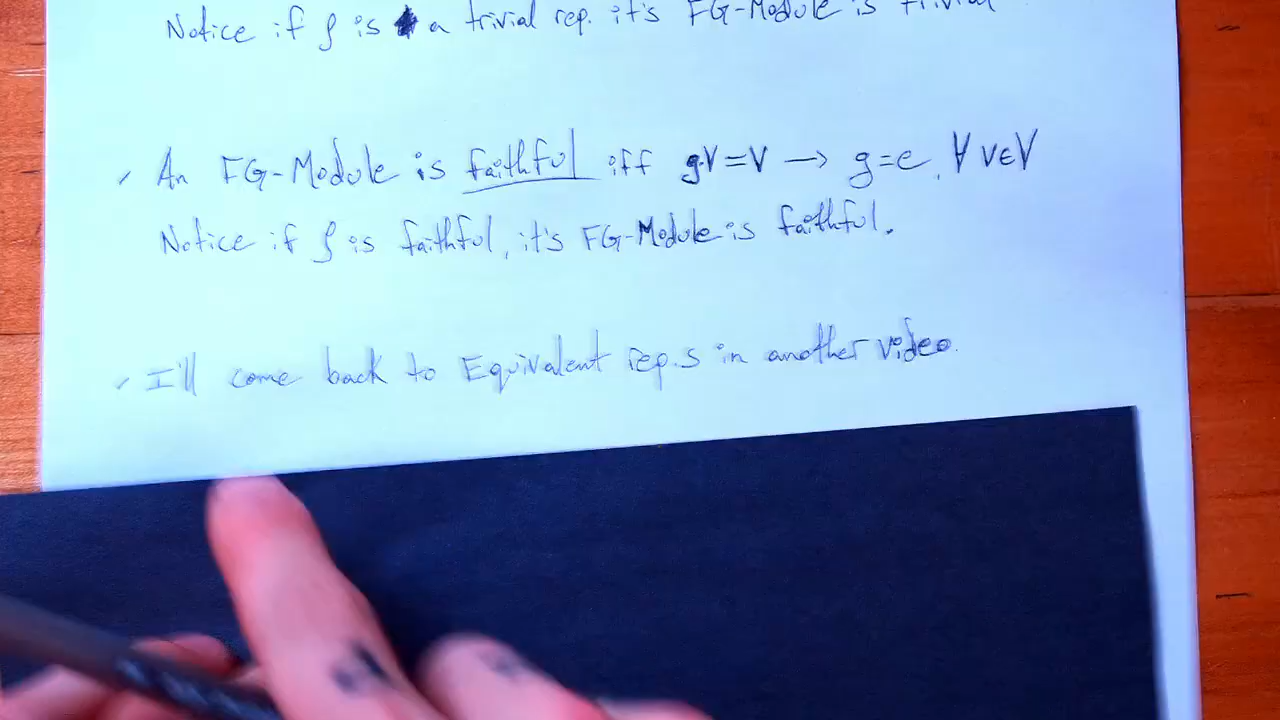 Notice if ρ is a trivial rep. it's FG-Module is trivial
An FG-Module is faithful iff g·v=v → g=e, ∀ v∈V
Notice if ρ is faithful, it's FG-Module is faithful.
I'll come back to Equivalent rep.s in another video.